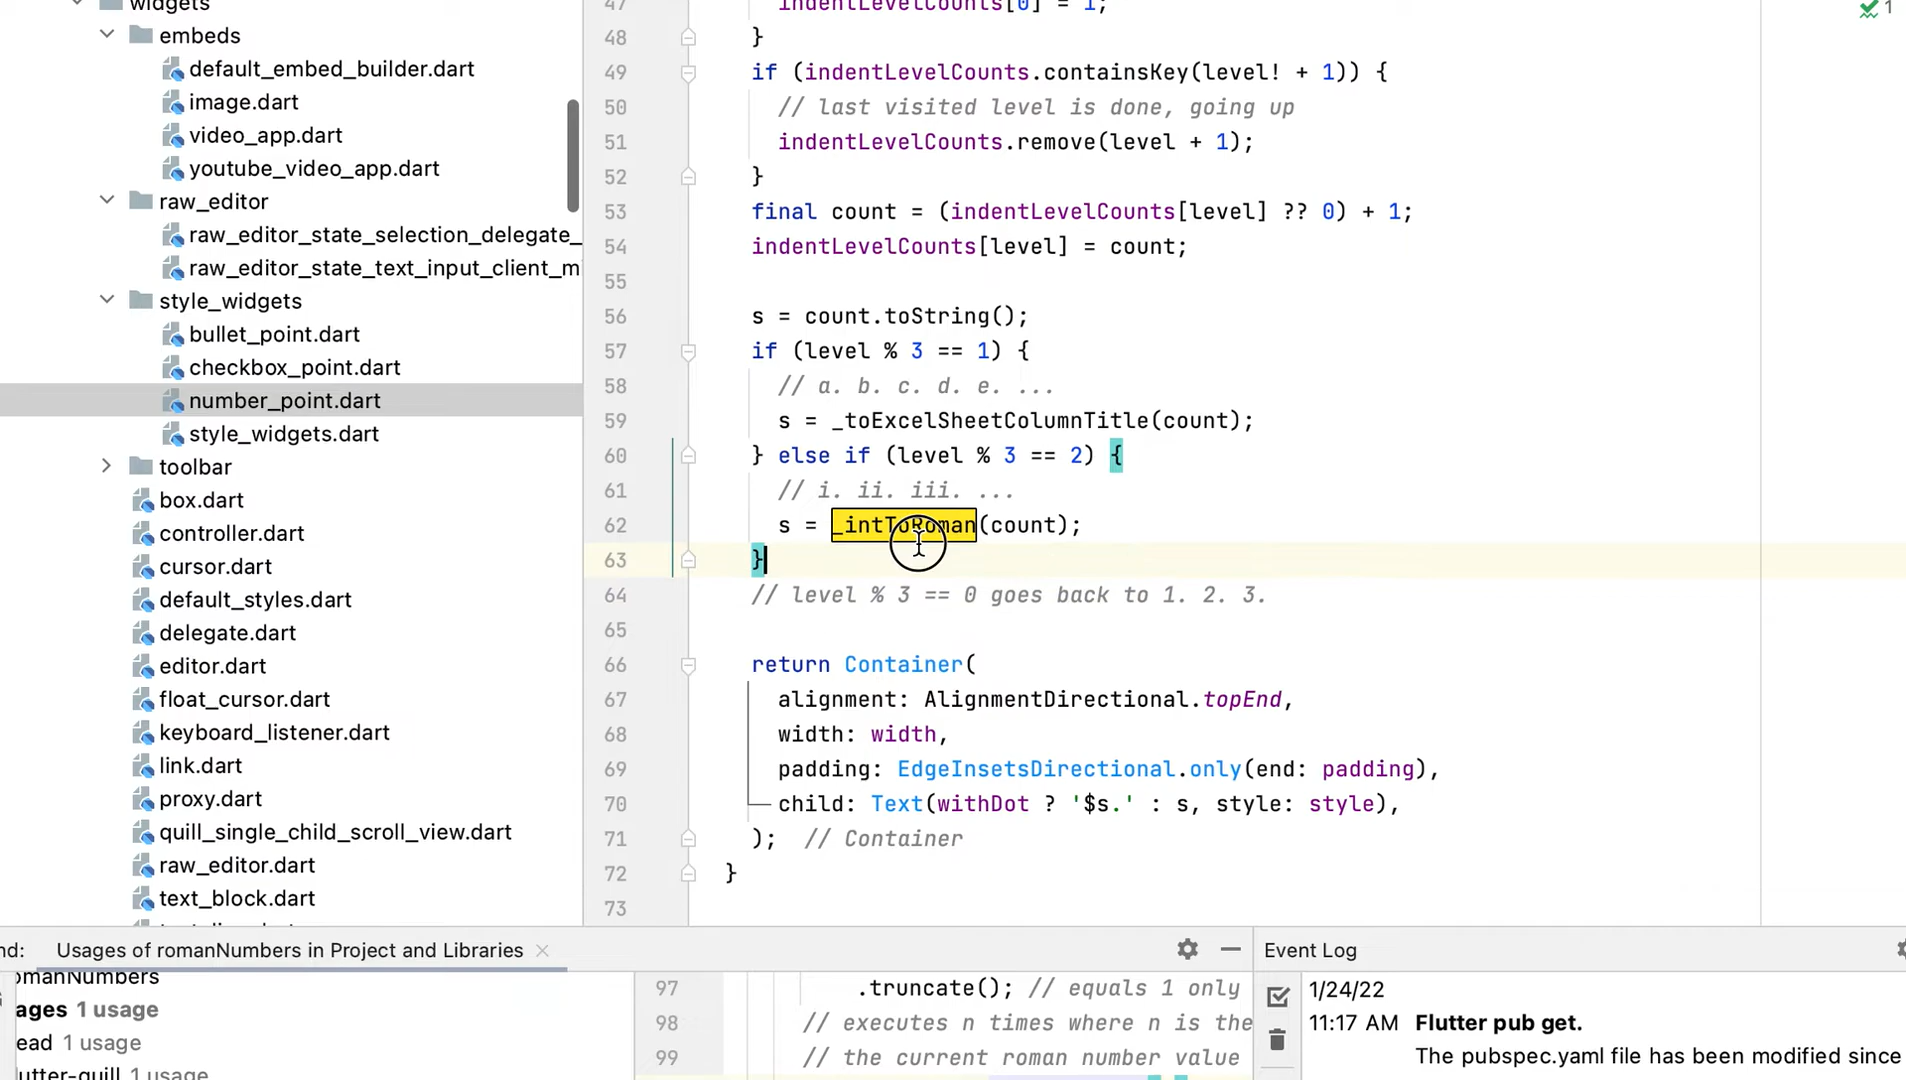 widgets
embeds
default_embed_builder.dart
image.dart
video_app.dart
youtube_video_app.dart
raw_editor
raw_editor_state_selection_delegate_
raw_editor_state_text_input_client_m
style_widgets
bullet_point.dart
checkbox_point.dart
number_point.dart
style_widgets.dart
toolbar
box.dart
controller.dart
cursor.dart
default_styles.dart
delegate.dart
editor.dart
float_cursor.dart
keyboard_listener.dart
link.dart
proxy.dart
quill_single_child_scroll_view.dart
raw_editor.dart
text_block.dart
47 indentLevelCounts[0] = 1;
48 }
49 if (indentLevelCounts.containsKey(level! + 1)) {
50 // last visited level is done, going up
51 indentLevelCounts.remove(level + 1);
52 }
53 final count = (indentLevelCounts[level] ?? 0) + 1;
54 indentLevelCounts[level] = count;
55
56 s = count.toString();
57 if (level % 3 == 1) {
58 // a. b. c. d. e. ...
59 s = _toExcelSheetColumnTitle(count);
60 } else if (level % 3 == 2) {
61 // i. ii. iii. ...
62 s = _intToRoman(count);
63 }
64 // level % 3 == 0 goes back to 1. 2. 3.
65
66 return Container(
67 alignment: AlignmentDirectional.topEnd,
68 width: width,
69 padding: EdgeInsetsDirectional.only(end: padding),
70 child: Text(withDot ? '$s.' : s, style: style),
71 ); // Container
72 }
73
1
nd: Usages of romanNumbers in Project and Libraries
omanNumbers
ages 1 usage
ead 1 usage
utter-quill 1 usage
97 .truncate(); // equals 1 only
98 // executes n times where n is the
99 // the current roman number value
Event Log
1/24/22
11:17 AM Flutter pub get.
The pubspec.yaml file has been modified since